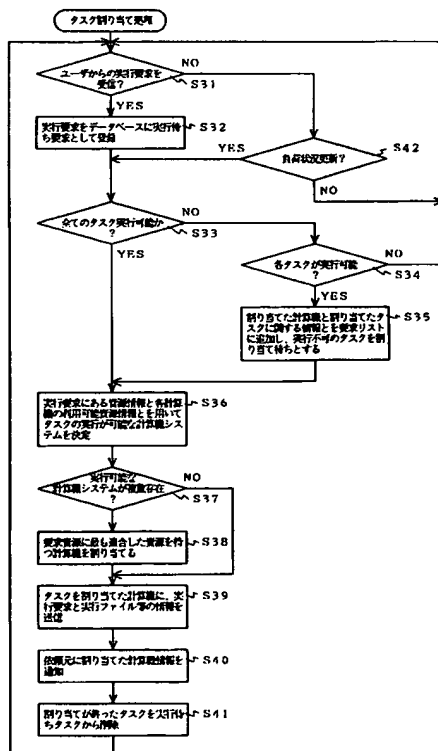 タスク割り当て処理
ユーザからの実行要求を
受信?
S31
NO
YES
実行要求をデータベースに実行待
ち要求として登録
S32
負荷状況更新?
S42
YES
NO
全てのタスク実行可能か
?
S33
NO
YES
各タスクが実行可能
?
S34
NO
YES
割り当てた計算機と割り当てたタ
スクに関する情報とを要求リスト
に追加し、実行不可のタスクを割
り当て待ちとする
S35
実行要求にある資源情報と各計算
機の利用可能資源情報とを用いて
タスクの実行が可能な計算機シス
テムを決定
S36
実行可能な
計算機システムが複数存在
?
S37
NO
YES
要求資源に最も適合した資源を持
つ計算機を割り当てる
S38
タスクを割り当てた計算機に、実
行要求と実行ファイル等の情報を
送信
S39
依頼元に割り当てた計算機情報を
通知
S40
割り当てが終ったタスクを実行待
ちタスクから削除
S41